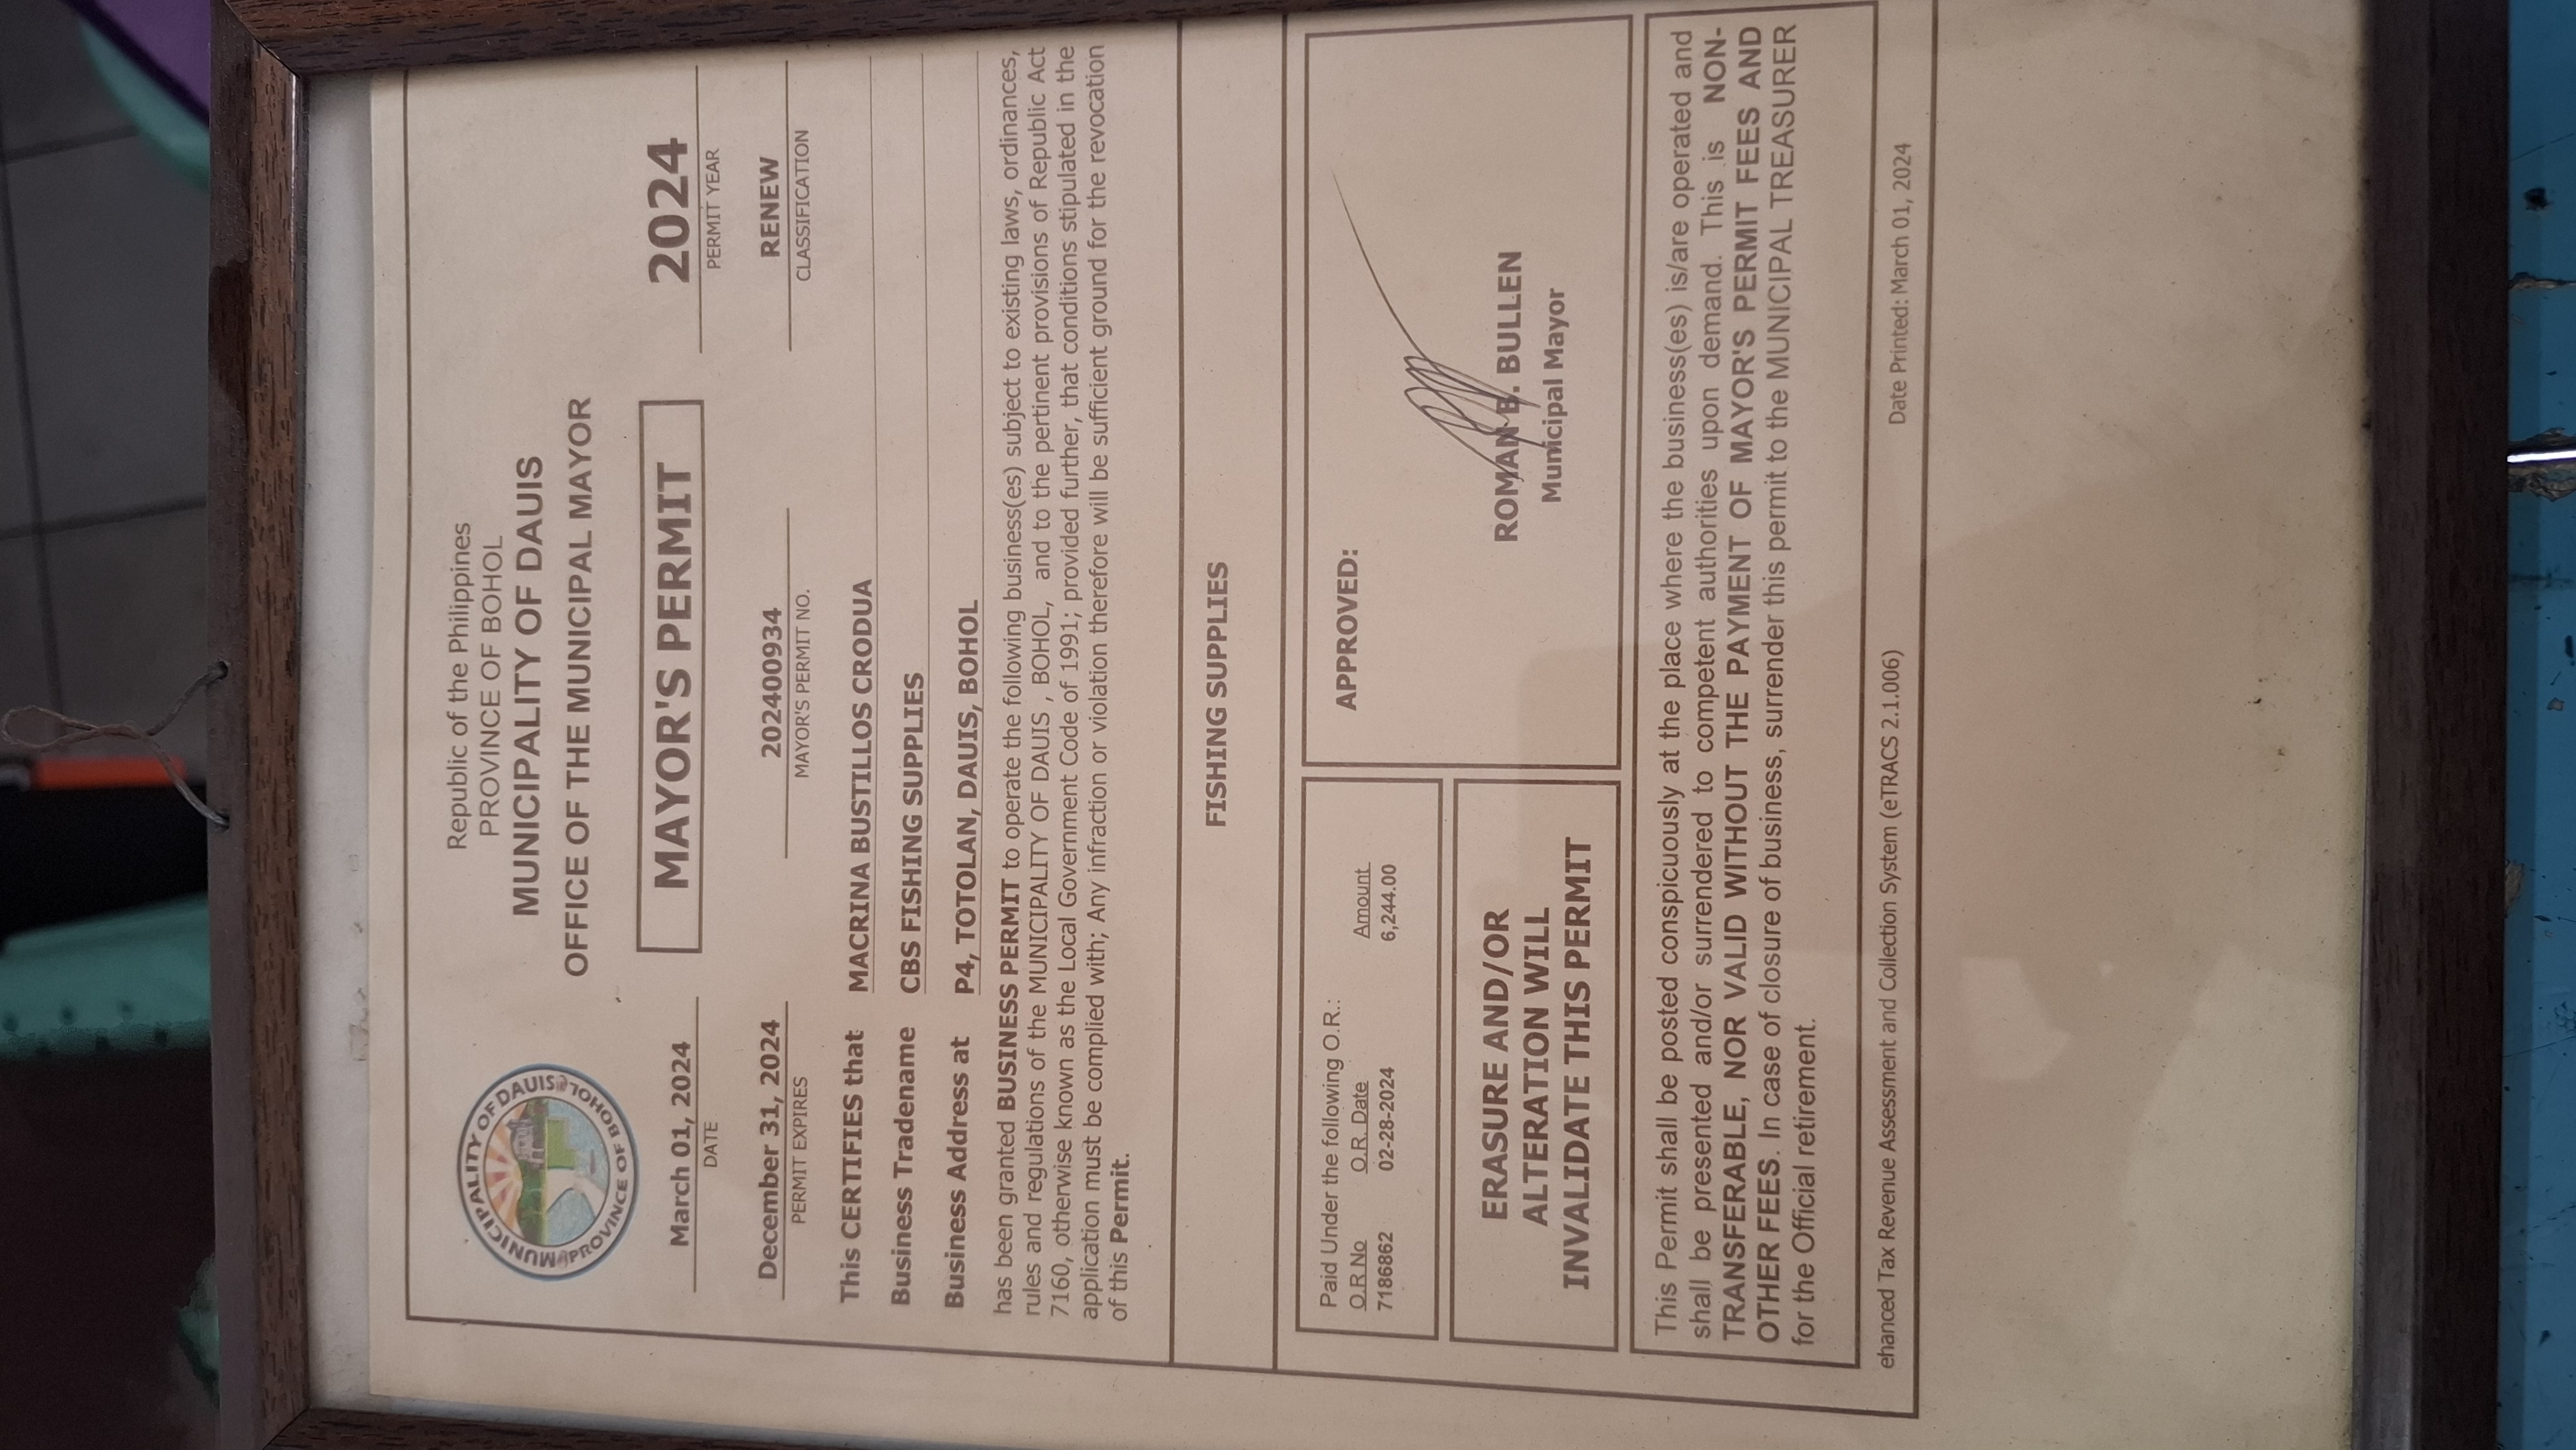 Republic of the Philippines
PROVINCE OF BOHOL
MUNICIPALITY OF DAUIS
OFFICE OF THE MUNICIPAL MAYOR
MUNICIPALITY OF DAUIS
PROVINCE OF BOHOL
MAYOR'S PERMIT
March 01, 2024
DATE
2024
PERMIT YEAR
December 31, 2024
PERMIT EXPIRES
202400934
MAYOR'S PERMIT NO.
RENEW
CLASSIFICATION
This CERTIFIES that MACRINA BUSTILLOS CRODUA
Business Tradename CBS FISHING SUPPLIES
Business Address at P4, TOTOLAN, DAUIS, BOHOL
has been granted BUSINESS PERMIT to operate the following business(es) subject to existing laws, ordinances,
rules and regulations of the MUNICIPALITY OF DAUIS , BOHOL, and to the pertinent provisions of Republic Act
7160, otherwise known as the Local Government Code of 1991; provided further, that conditions stipulated in the
application must be complied with; Any infraction or violation therefore will be sufficient ground for the revocation
of this Permit.
FISHING SUPPLIES
Paid Under the following O.R.:
O.R No O.R. Date Amount
7186862 02-28-2024 6,244.00
ERASURE AND/OR
ALTERATION WILL
INVALIDATE THIS PERMIT
APPROVED:
ROMAN B. BULLEN
Municipal Mayor
This Permit shall be posted conspicuously at the place where the business(es) is/are operated and
shall be presented and/or surrendered to competent authorities upon demand. This is NON-
TRANSFERABLE, NOR VALID WITHOUT THE PAYMENT OF MAYOR'S PERMIT FEES AND
OTHER FEES. In case of closure of business, surrender this permit to the MUNICIPAL TREASURER
for the Official retirement.
ehanced Tax Revenue Assessment and Collection System (eTRACS 2.1.006) Date Printed: March 01, 2024